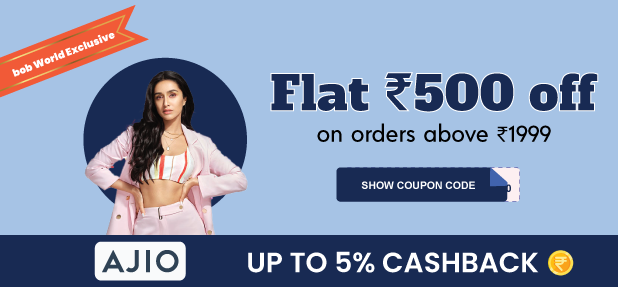 bob World Exclusive
Flat ₹500 off
on orders above ₹1999
SHOW COUPON CODE
AJIO
UP TO 5% CASHBACK